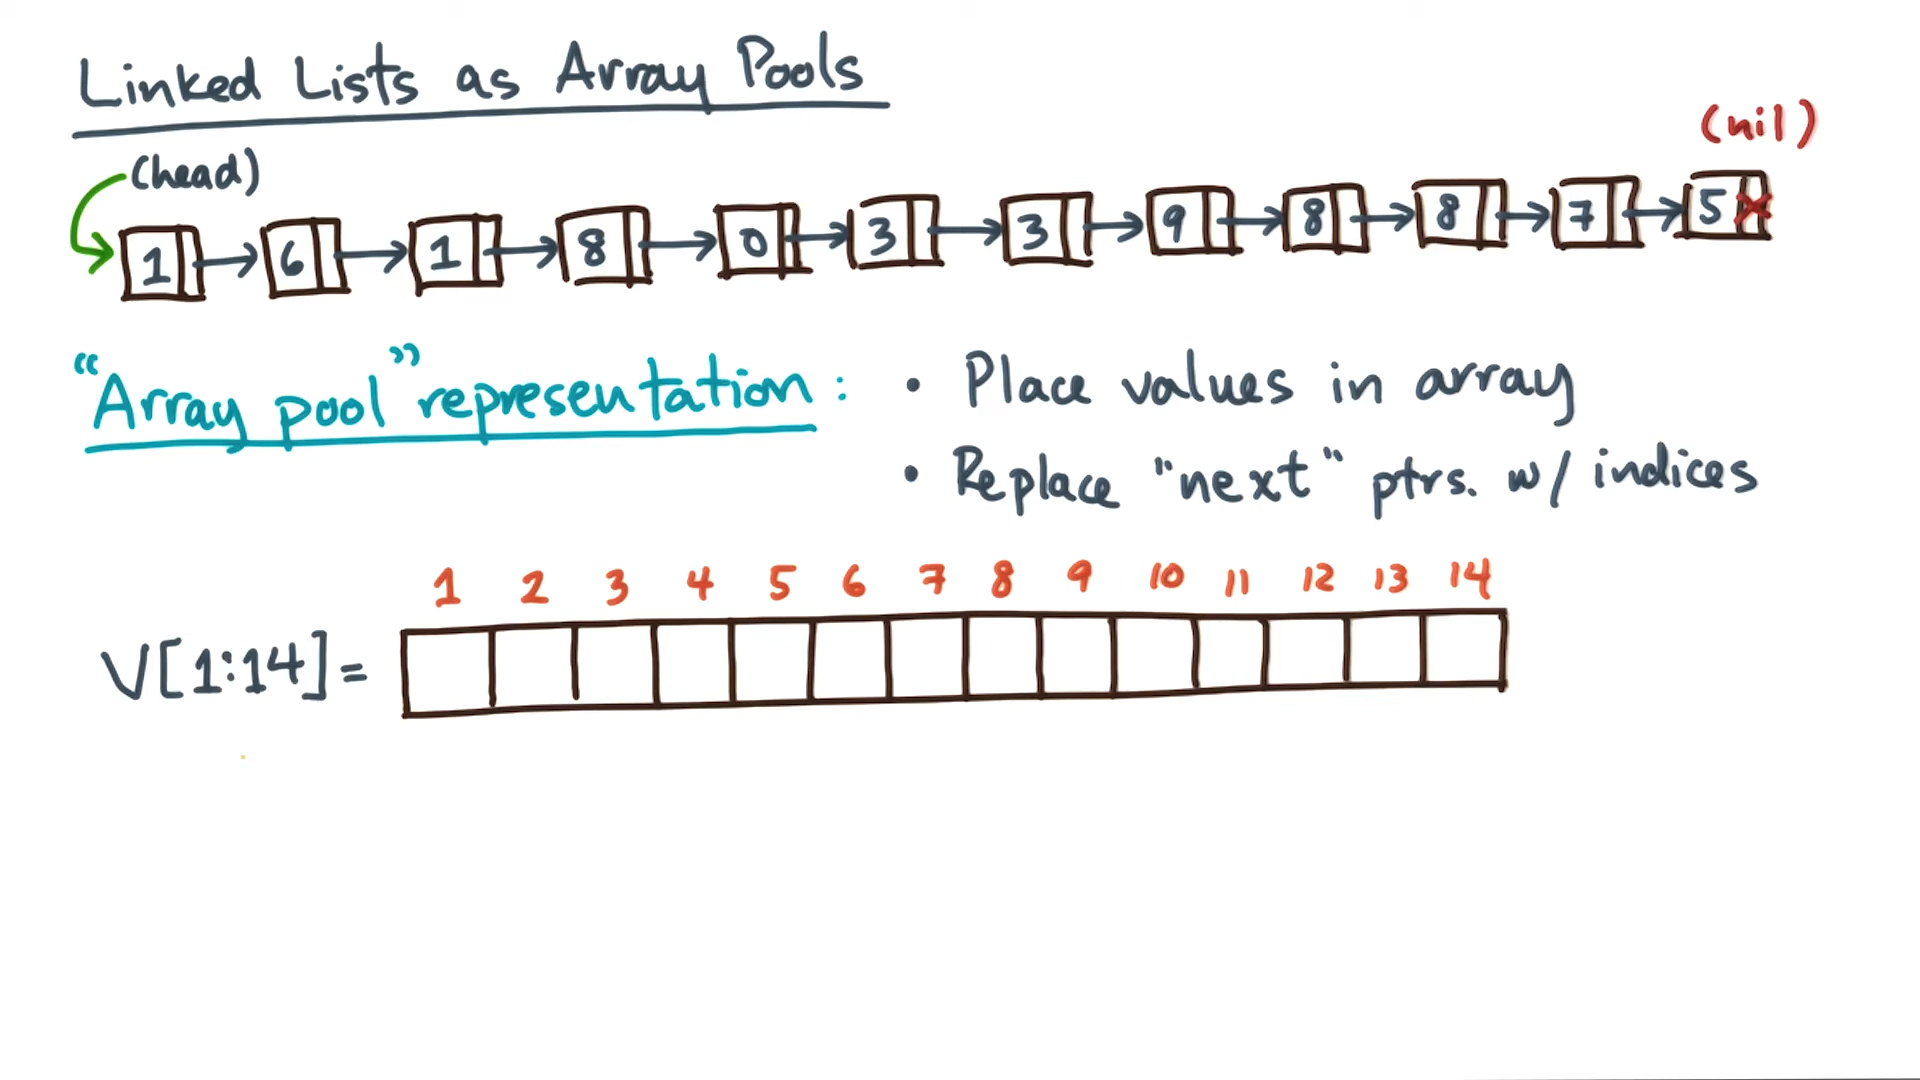 Linked Lists as Array Pools
(nil)
(head)
1 6 1 8 0 3 3 9 8 8 7 5
"Array pool" representation:
• Place values in array
• Replace "next" ptrs. w/ indices
1 2 3 4 5 6 7 8 9 10 11 12 13 14
V[1:14]=